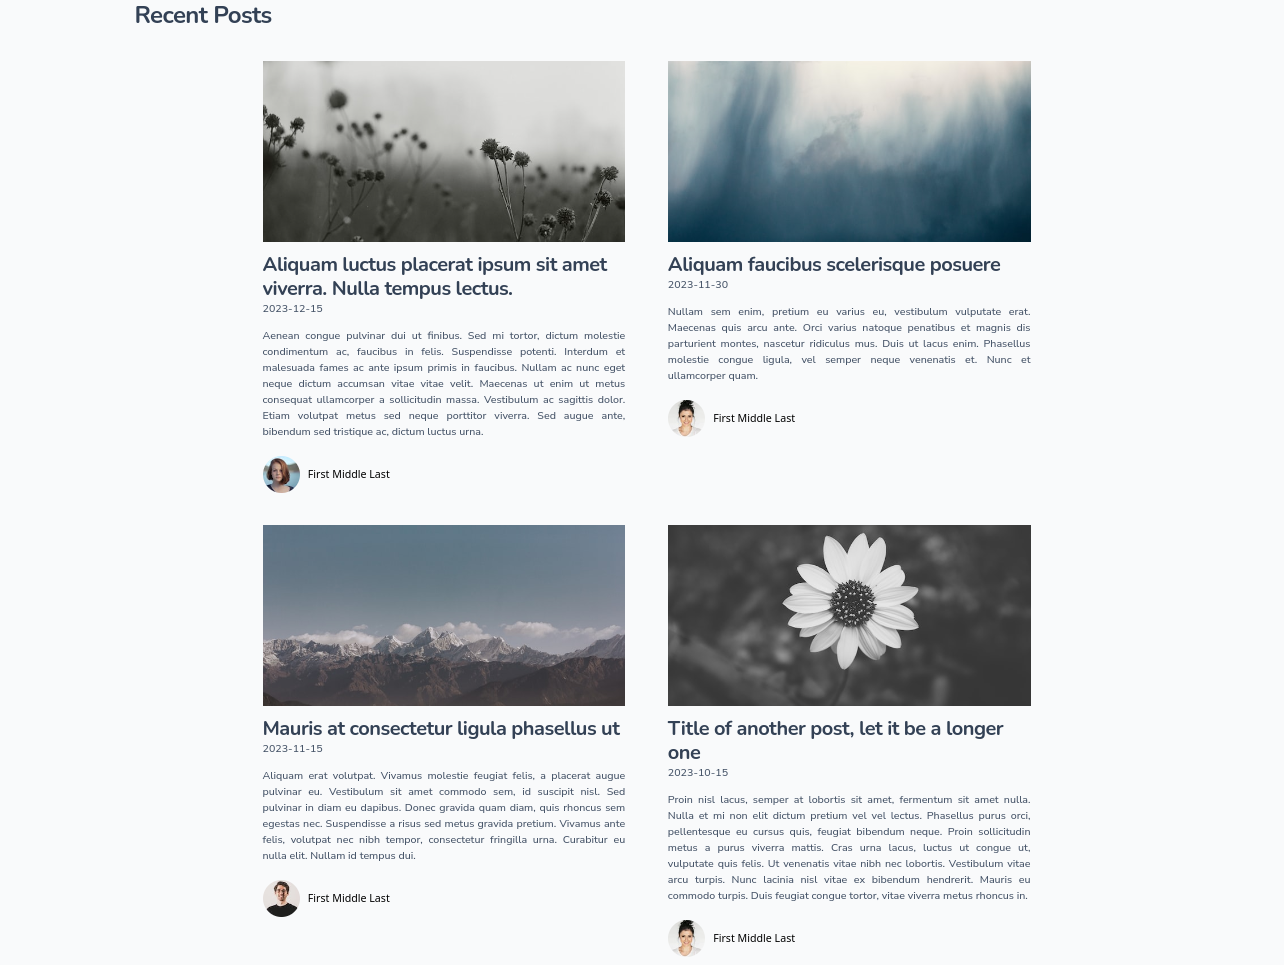 Recent Posts
Aliquam luctus placerat ipsum sit amet
viverra. Nulla tempus lectus.
2023-12-15
Aenean congue pulvinar dui ut finibus. Sed mi tortor, dictum molestie
condimentum ac, faucibus in felis. Suspendisse potenti. Interdum et
malesuada fames ac ante ipsum primis in faucibus. Nullam ac nunc eget
neque dictum accumsan vitae vitae velit. Maecenas ut enim ut metus
consequat ullamcorper a sollicitudin massa. Vestibulum ac sagittis dolor.
Etiam volutpat metus sed neque porttitor viverra. Sed augue ante,
bibendum sed tristique ac, dictum luctus urna.
First Middle Last
Aliquam faucibus scelerisque posuere
2023-11-30
Nullam sem enim, pretium eu varius eu, vestibulum vulputate erat.
Maecenas quis arcu ante. Orci varius natoque penatibus et magnis dis
parturient montes, nascetur ridiculus mus. Duis ut lacus enim. Phasellus
molestie congue ligula, vel semper neque venenatis et. Nunc et
ullamcorper quam.
First Middle Last
Mauris at consectetur ligula phasellus ut
2023-11-15
Aliquam erat volutpat. Vivamus molestie feugiat felis, a placerat augue
pulvinar eu. Vestibulum sit amet commodo sem, id suscipit nisl. Sed
pulvinar in diam eu dapibus. Donec gravida quam diam, quis rhoncus sem
egestas nec. Suspendisse a risus sed metus gravida pretium. Vivamus ante
felis, volutpat nec nibh tempor, consectetur fringilla urna. Curabitur eu
nulla elit. Nullam id tempus dui.
First Middle Last
Title of another post, let it be a longer
one
2023-10-15
Proin nisl lacus, semper at lobortis sit amet, fermentum sit amet nulla.
Nulla et mi non elit dictum pretium vel vel lectus. Phasellus purus orci,
pellentesque eu cursus quis, feugiat bibendum neque. Proin sollicitudin
metus a purus viverra mattis. Cras urna lacus, luctus ut congue ut,
vulputate quis felis. Ut venenatis vitae nibh nec lobortis. Vestibulum vitae
arcu turpis. Nunc lacinia nisl vitae ex bibendum hendrerit. Mauris eu
commodo turpis. Duis feugiat congue tortor, vitae viverra metus rhoncus in.
First Middle Last